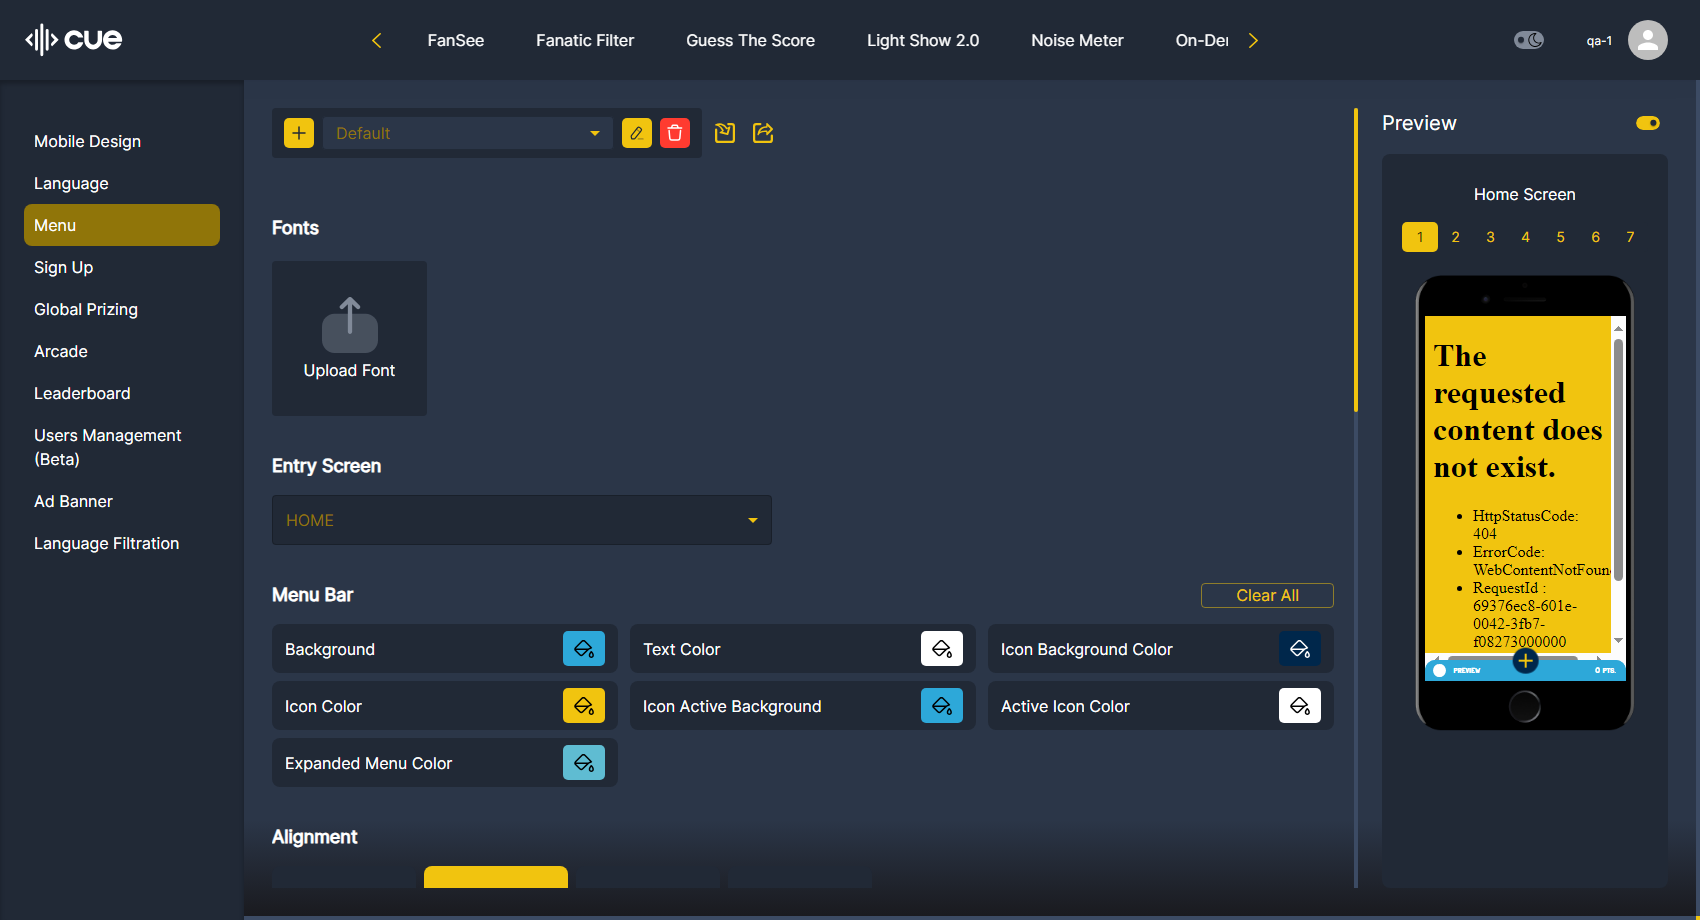 cue
FanSee
Fanatic Filter
Guess The Score
Light Show 2.0
Noise Meter
On-Der
qa-1
Mobile Design
Language
Menu
Sign Up
Global Prizing
Arcade
Leaderboard
Users Management
(Beta)
Ad Banner
Language Filtration
Default
Fonts
Upload Font
Entry Screen
HOME
Menu Bar
Clear All
Background
Text Color
Icon Background Color
Icon Color
Icon Active Background
Active Icon Color
Expanded Menu Color
Alignment
Preview
Home Screen
1 2 3 4 5 6 7
The
requested
content does
not exist.
• HttpStatusCode:
404
• ErrorCode:
WebContentNotFoun
• RequestId :
69376ec8-601e-
0042-3fb7-
f08273000000
PREVIEW
0 PTS.